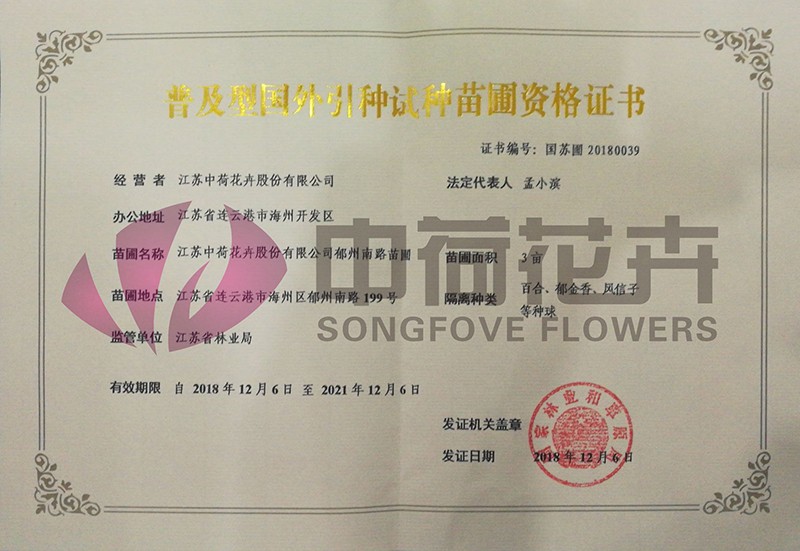 普及型国外引种试种苗圃资格证书
证书编号：国苏圃 20180039
经营者 江苏中荷花卉股份有限公司 法定代表人 孟小滨
办公地址 江苏省连云港市海州开发区
苗圃名称 江苏中荷花卉股份有限公司郁州南路苗圃 苗圃面积 3 亩
苗圃地点 江苏省连云港市海州区郁州南路 199 号 隔离种类 百合、郁金香、风信子
等种球
监管单位 江苏省林业局
中荷花卉
SONGFOVE FLOWERS
有效期限 自 2018 年 12 月 6 日 至 2021 年 12 月 6 日
发证机关盖章
国家林业和草原局
发证日期 2018 年 12 月 6 日